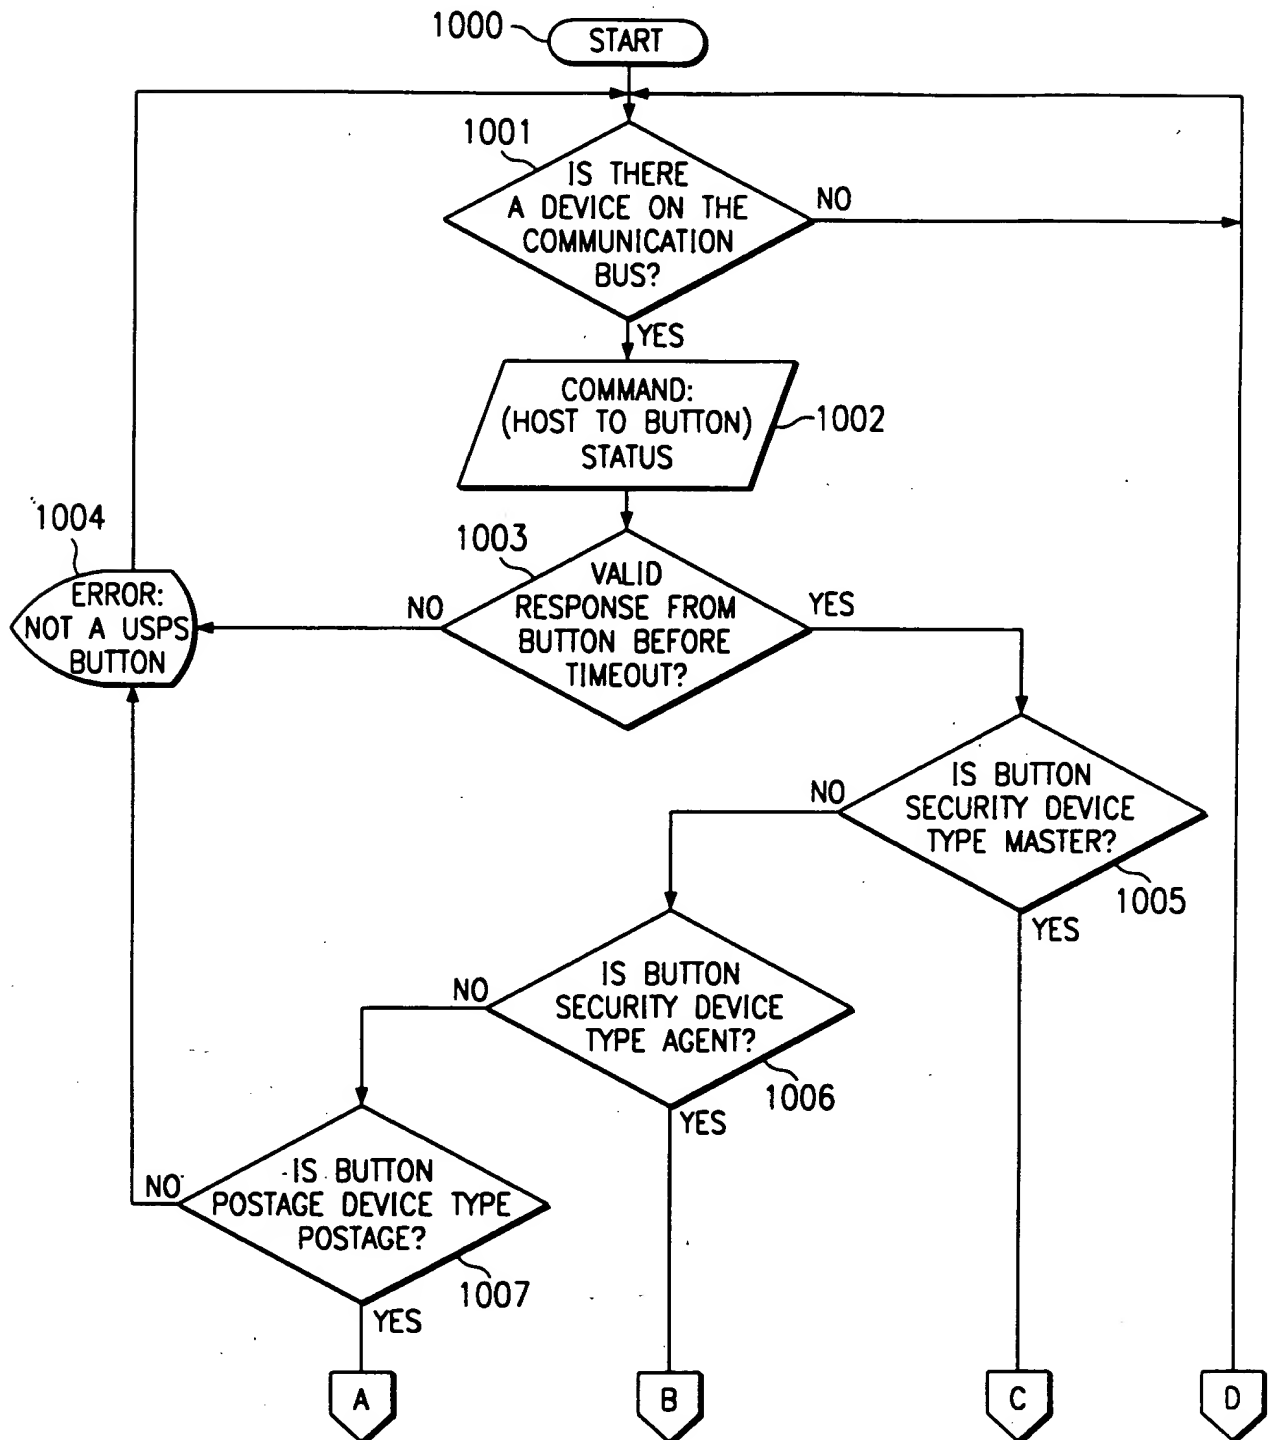 1000
START
1001
IS THERE
A DEVICE ON THE
COMMUNICATION
BUS?
NO
YES
COMMAND:
(HOST TO BUTTON)
STATUS
1002
1004
ERROR:
NOT A USPS
BUTTON
1003
NO
VALID
RESPONSE FROM
BUTTON BEFORE
TIMEOUT?
YES
NO
IS BUTTON
SECURITY DEVICE
TYPE MASTER?
1005
YES
NO
IS BUTTON
SECURITY DEVICE
TYPE AGENT?
1006
YES
NO
IS BUTTON
POSTAGE DEVICE TYPE
POSTAGE?
1007
YES
A
B
C
D